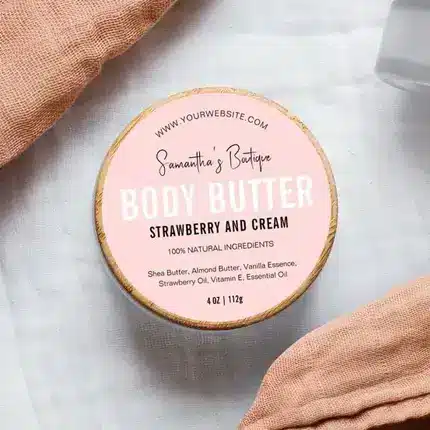 WWW.YOURWEBSITE.COM
Samantha's Boutique
BODY BUTTER
STRAWBERRY AND CREAM
100% NATURAL INGREDIENTS
Shea Butter, Almond Butter, Vanilla Essence,
Strawberry Oil, Vitamin E, Essential Oil
4 OZ | 112g